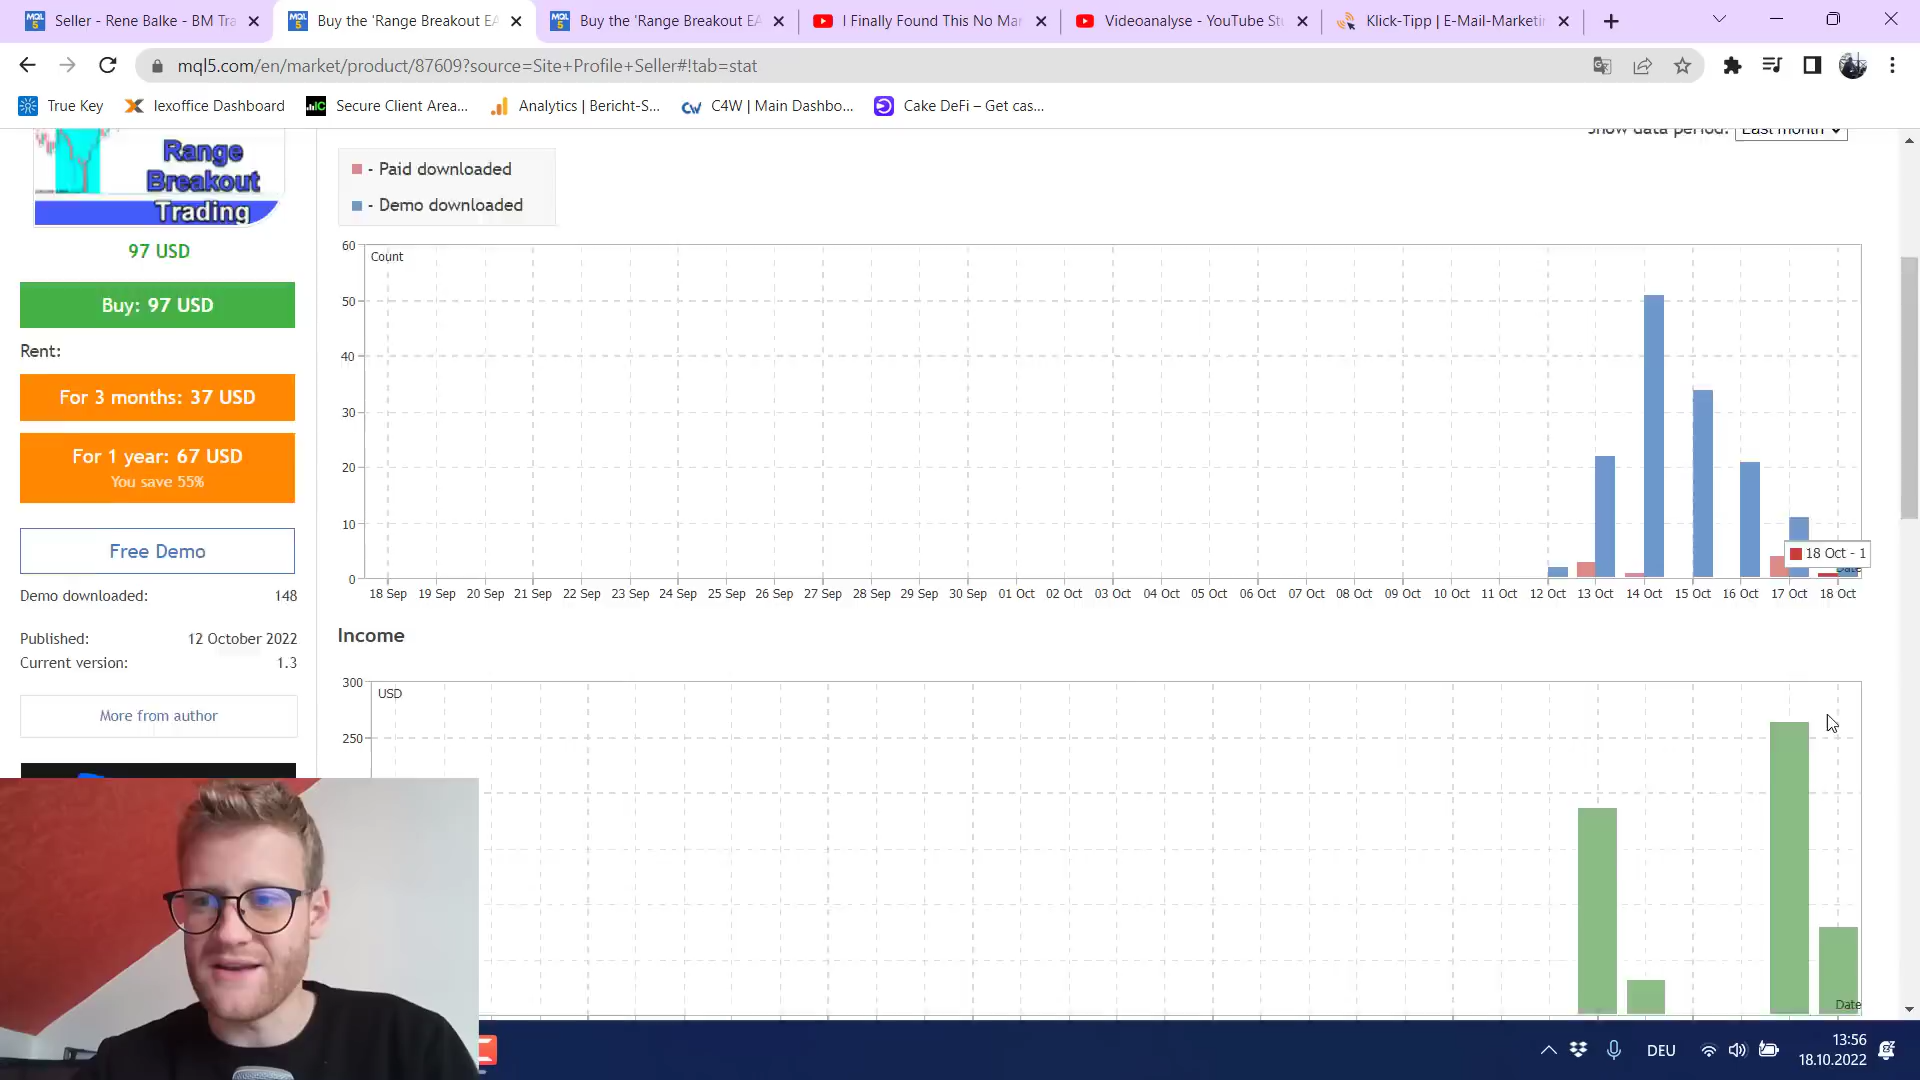 Seller - Rene Balke - BM Tra
Buy the 'Range Breakout EA
Buy the 'Range Breakout EA
I Finally Found This No Mar
Videoanalyse - YouTube Stu
Klick-Tipp | E-Mail-Marketin
mql5.com/en/market/product/87609?source=Site+Profile+Seller#!tab=stat
True Key
lexoffice Dashboard
Secure Client Area...
Analytics | Bericht-S...
C4W | Main Dashbo...
Cake DeFi – Get cas...
Show data period: Last month
Range
Breakout
Trading
97 USD
Buy: 97 USD
Rent:
For 3 months: 37 USD
For 1 year: 67 USD
You save 55%
Free Demo
Demo downloaded: 148
Published: 12 October 2022
Current version: 1.3
More from author
- Paid downloaded
- Demo downloaded
60
Count
50
40
30
20
10
0
18 Oct - 1
Date
18 Sep 19 Sep 20 Sep 21 Sep 22 Sep 23 Sep 24 Sep 25 Sep 26 Sep 27 Sep 28 Sep 29 Sep 30 Sep 01 Oct 02 Oct 03 Oct 04 Oct 05 Oct 06 Oct 07 Oct 08 Oct 09 Oct 10 Oct 11 Oct 12 Oct 13 Oct 14 Oct 15 Oct 16 Oct 17 Oct 18 Oct
Income
300
USD
250
Date
DEU
13:56
18.10.2022